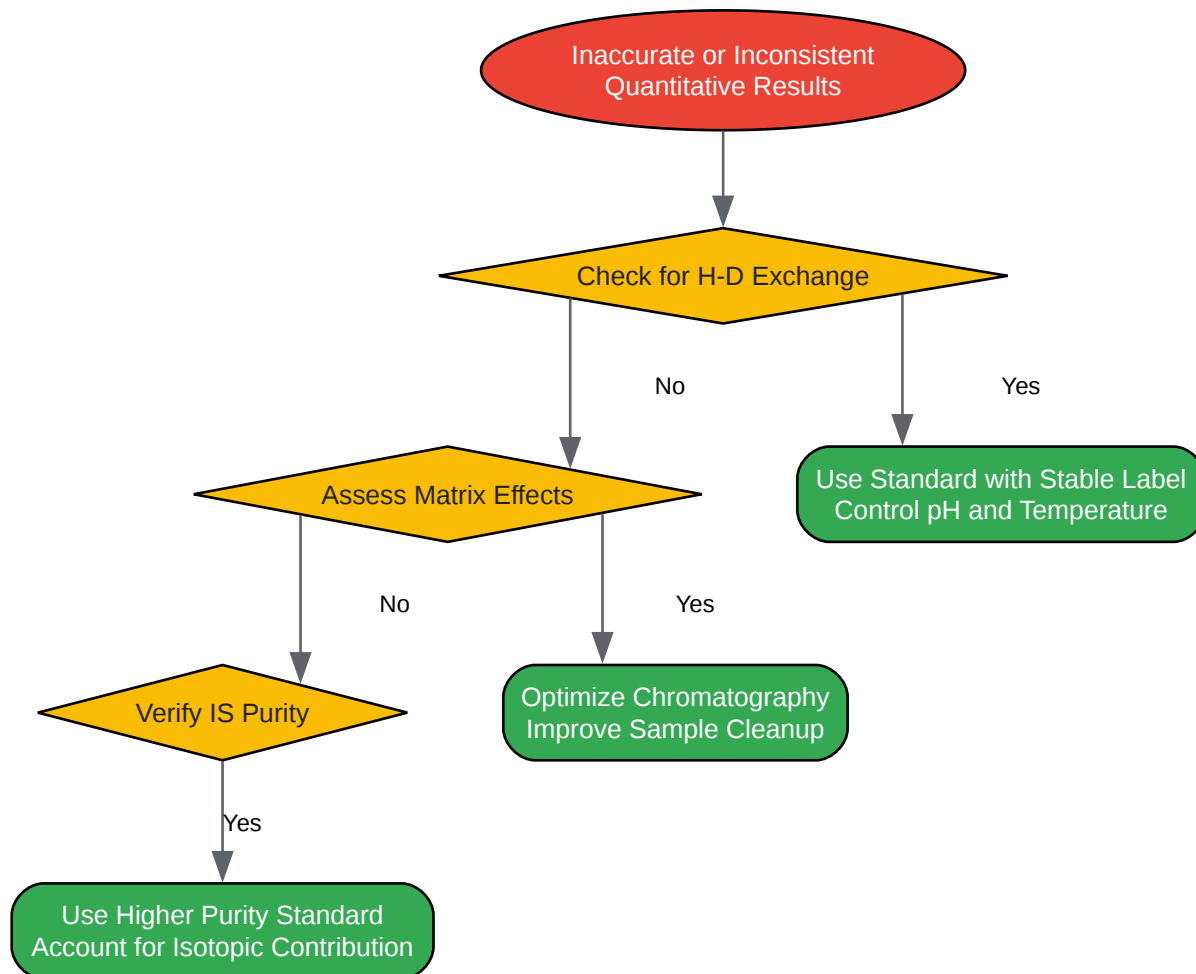 Inaccurate or Inconsistent
Quantitative Results
Check for H-D Exchange
No
Yes
Use Standard with Stable Label
Control pH and Temperature
Assess Matrix Effects
No
Yes
Optimize Chromatography
Improve Sample Cleanup
Verify IS Purity
Yes
Use Higher Purity Standard
Account for Isotopic Contribution